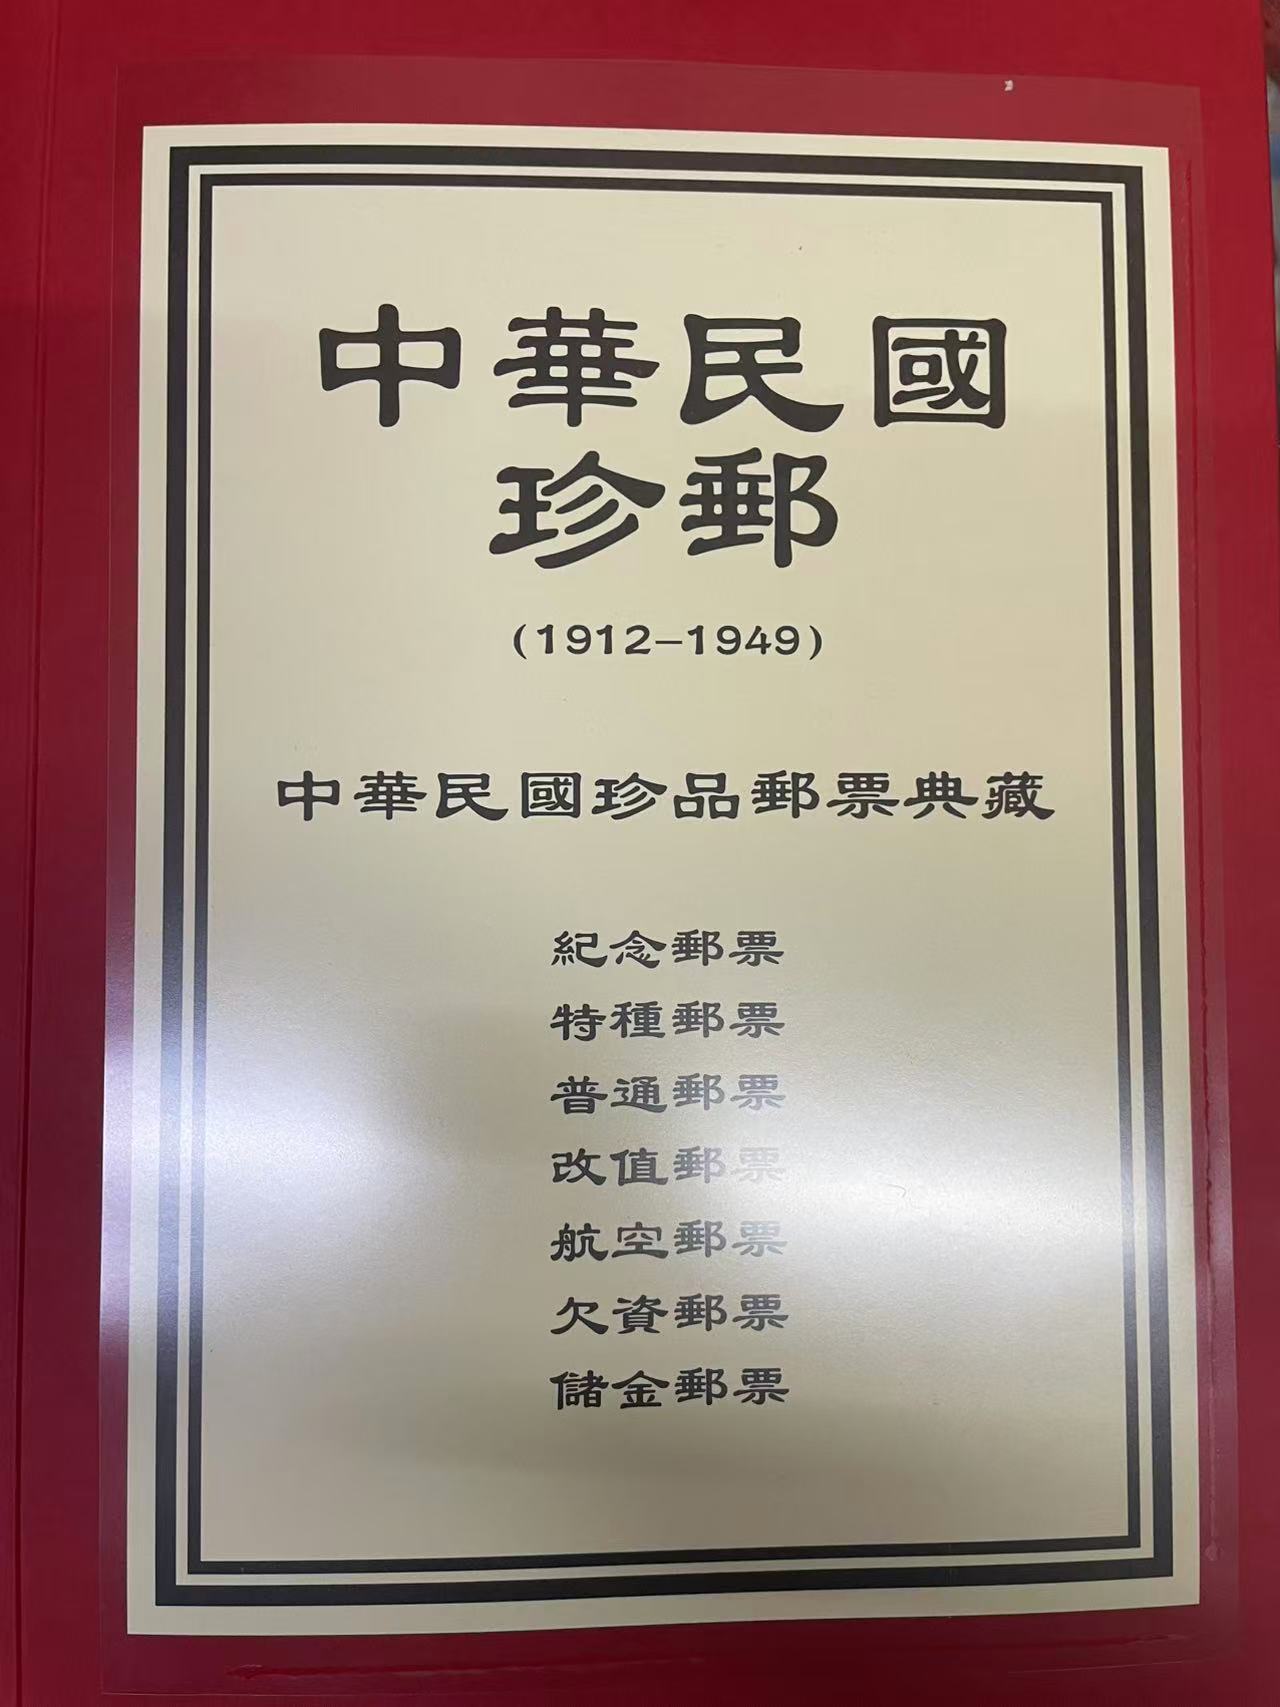 中華民國
珍郵
(1912-1949)
中華民國珍品郵票典藏
紀念郵票
特種郵票
普通郵票
改值郵票
航空郵票
欠資郵票
儲金郵票